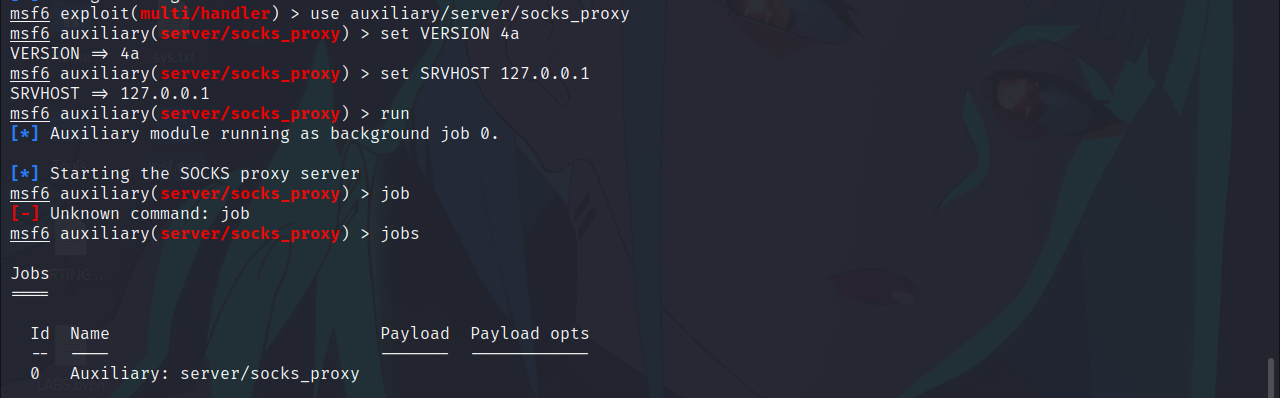 msf6 exploit(multi/handler) > use auxiliary/server/socks_proxy
msf6 auxiliary(server/socks_proxy) > set VERSION 4a
VERSION => 4a
msf6 auxiliary(server/socks_proxy) > set SRVHOST 127.0.0.1
SRVHOST => 127.0.0.1
msf6 auxiliary(server/socks_proxy) > run
[*] Auxiliary module running as background job 0.
[*] Starting the SOCKS proxy server
msf6 auxiliary(server/socks_proxy) > job
[-] Unknown command: job
msf6 auxiliary(server/socks_proxy) > jobs
Jobs
====
Id Name Payload Payload opts
-- ---- ------- ------------
0 Auxiliary: server/socks_proxy